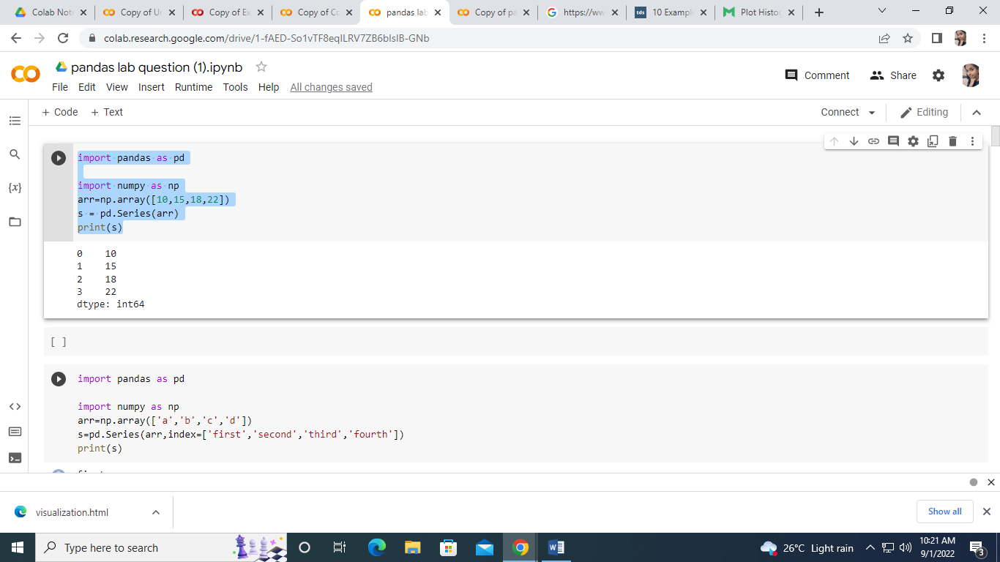 Colab Not
Copy of Ur
Copy of Ex
Copy of Co
pandas lab
Copy of pa
https://ww
tds 10 Exampl
Plot Histog
colab.research.google.com/drive/
pandas lab question (1).ipynb
File Edit View Insert Runtime Tools Help All changes saved
Comment Share
+ Code + Text
Connect Editing
import pandas as pd
import numpy as np
arr=np.array([10,15,18,22])
s = pd.Series(arr)
print(s)
0 10
1 15
2 18
3 22
dtype: int64
[ ]
import pandas as pd
import numpy as np
arr=np.array(['a','b','c','d'])
s=pd.Series(arr,index=['first','second','third','fourth'])
print(s)
{x}
visualization.html
Show all
Type here to search
26°C Light rain
10:21 AM
9/1/2022
3